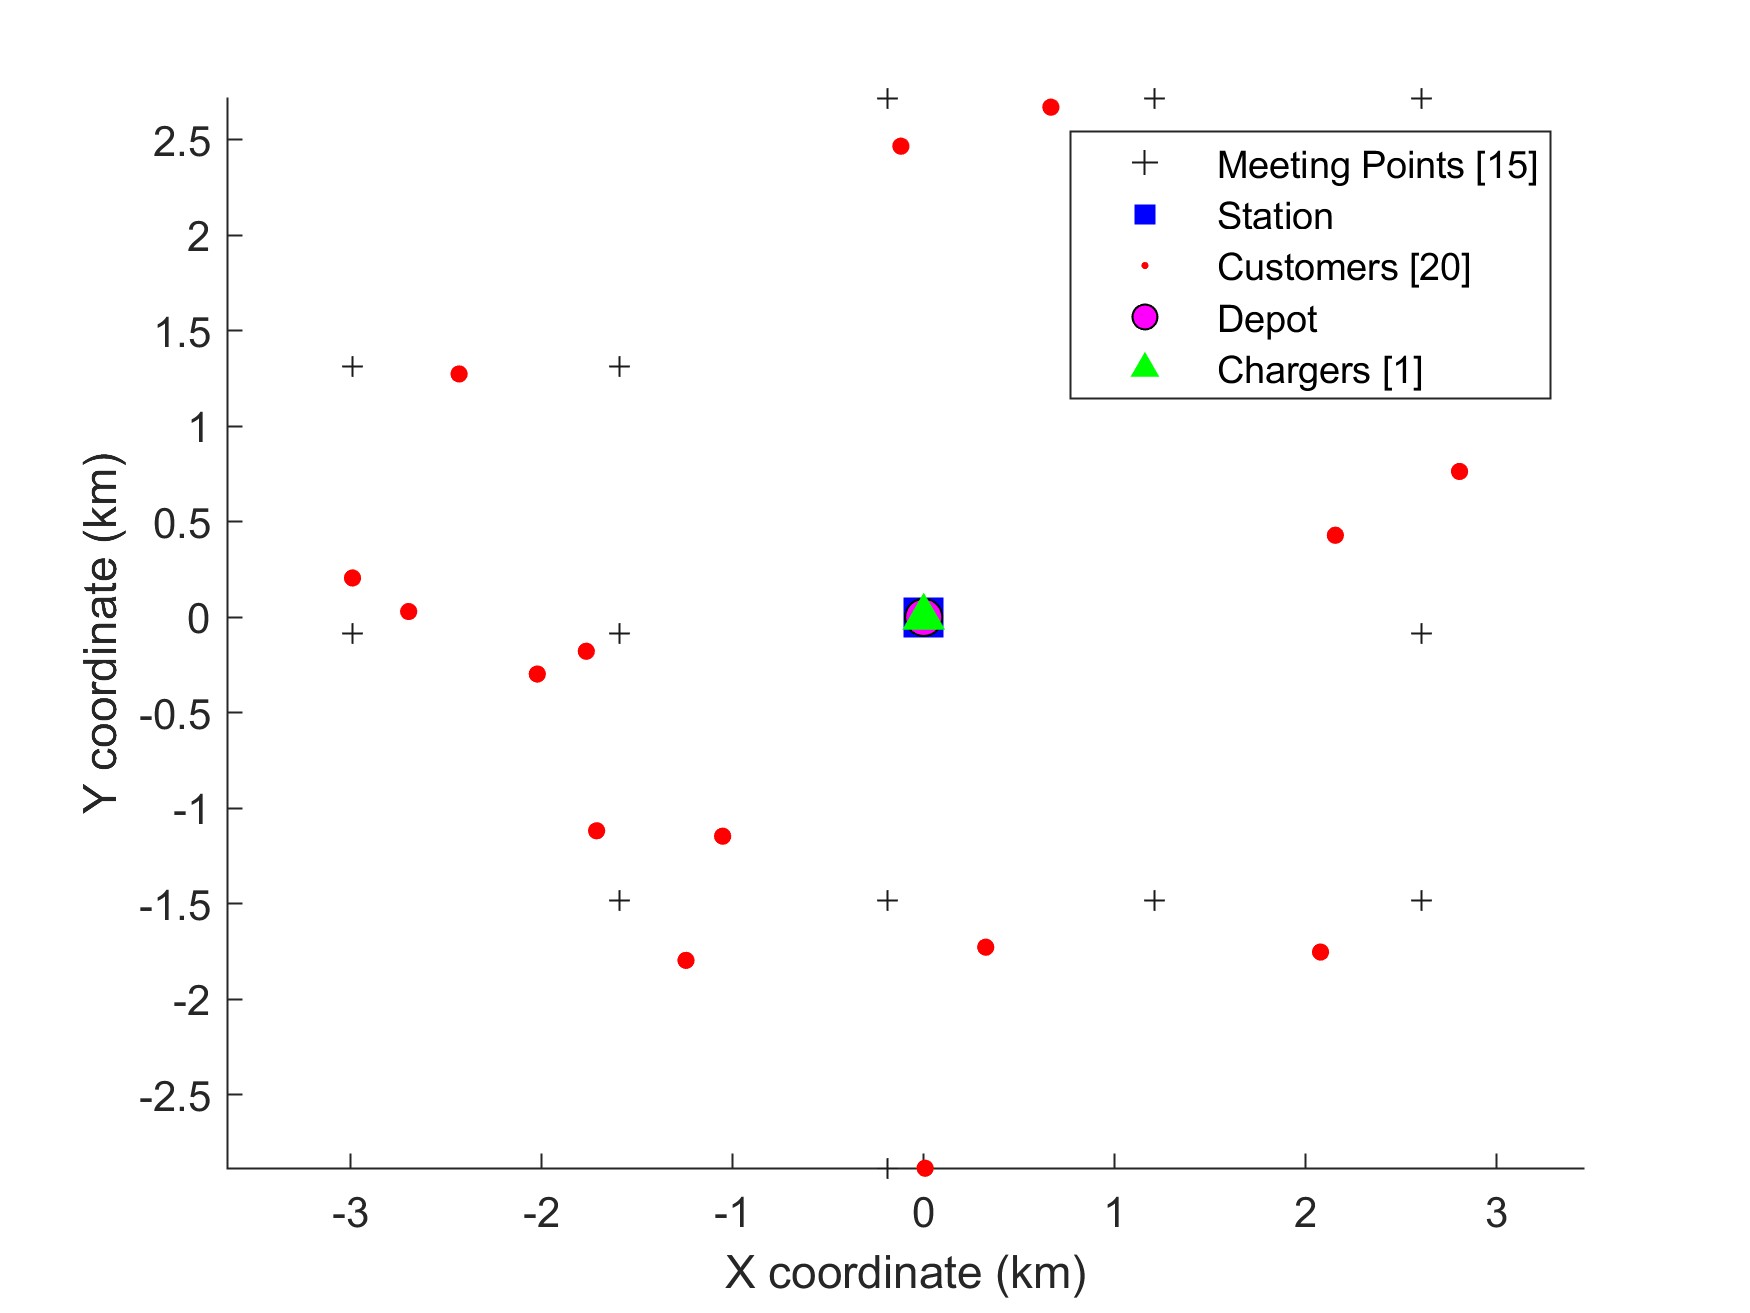 2.5
2
1.5
1
0.5
0
-0.5
-1
-1.5
-2
-2.5
Y coordinate (km)
Meeting Points [15]
Station
Customers [20]
Depot
Chargers [1]
-3 -2 -1 0 1 2 3
X coordinate (km)